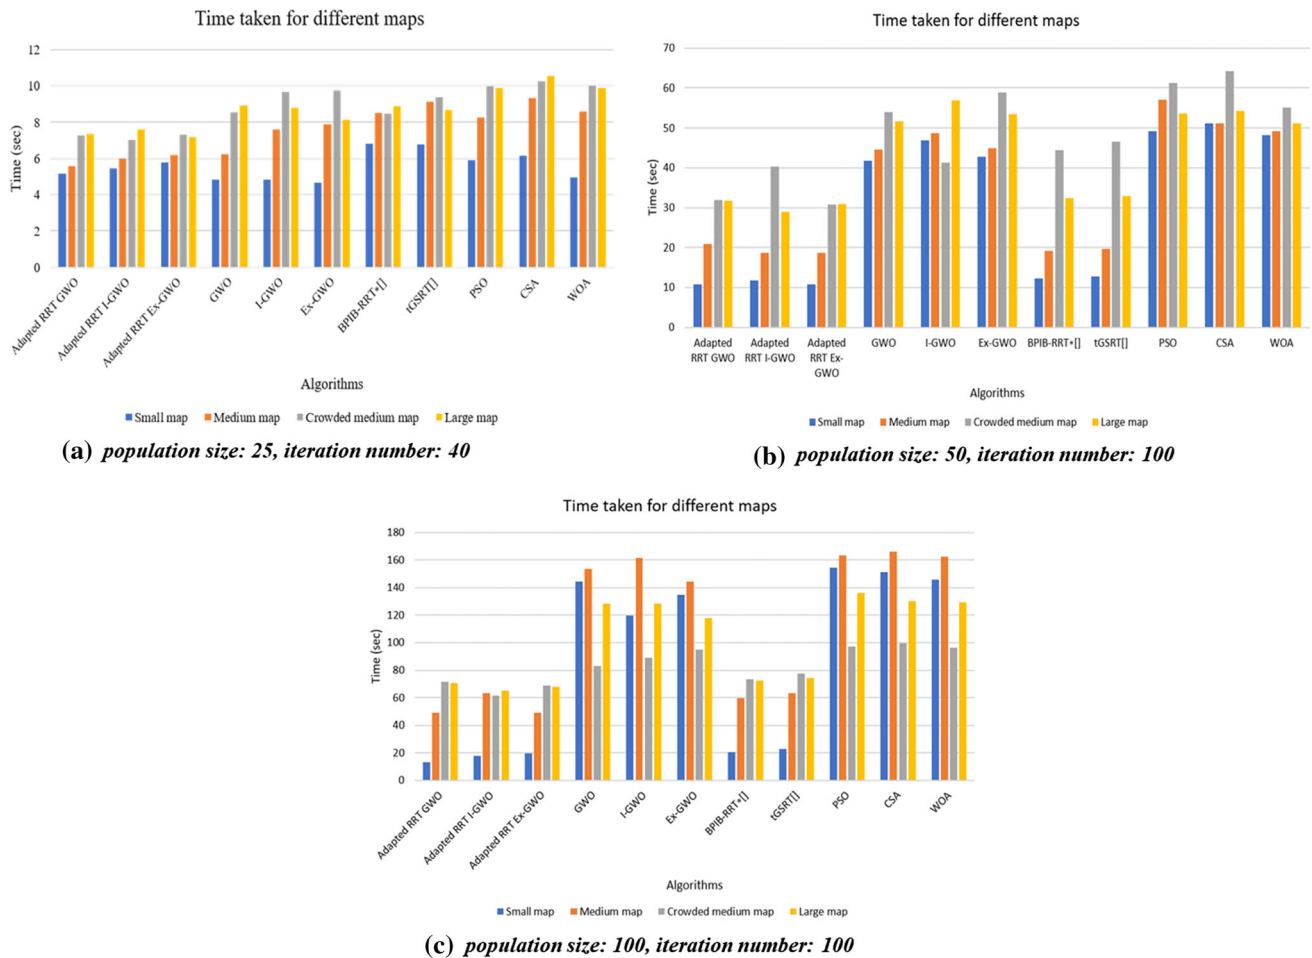 Time taken for different maps
12
10
8
6
4
2
0
Time (sec)
Adapted RRT GWO
Adapted RRT I-GWO
Adapted RRT Ex-GWO
GWO
I-GWO
Ex-GWO
BPIB-RRT*[]
tGSRT[]
PSO
CSA
WOA
Algorithms
Small map Medium map Crowded medium map Large map
(a) population size: 25, iteration number: 40
Time taken for different maps
70
60
50
40
30
20
10
0
Time (sec)
Adapted
RRT GWO
Adapted
RRT I-GWO
Adapted
RRT Ex-
GWO
GWO
I-GWO
Ex-GWO
BPIB-RRT*[]
tGSRT[]
PSO
CSA
WOA
Algorithms
Small map Medium map Crowded medium map Large map
(b) population size: 50, iteration number: 100
Time taken for different maps
180
160
140
120
100
80
60
40
20
0
Time (sec)
Adapted RRT GWO
Adapted RRT I-GWO
Adapted RRT Ex-GWO
GWO
I-GWO
Ex-GWO
BPIB-RRT*[]
tGSRT[]
PSO
CSA
WOA
Algorithms
Small map Medium map Crowded medium map Large map
(c) population size: 100, iteration number: 100